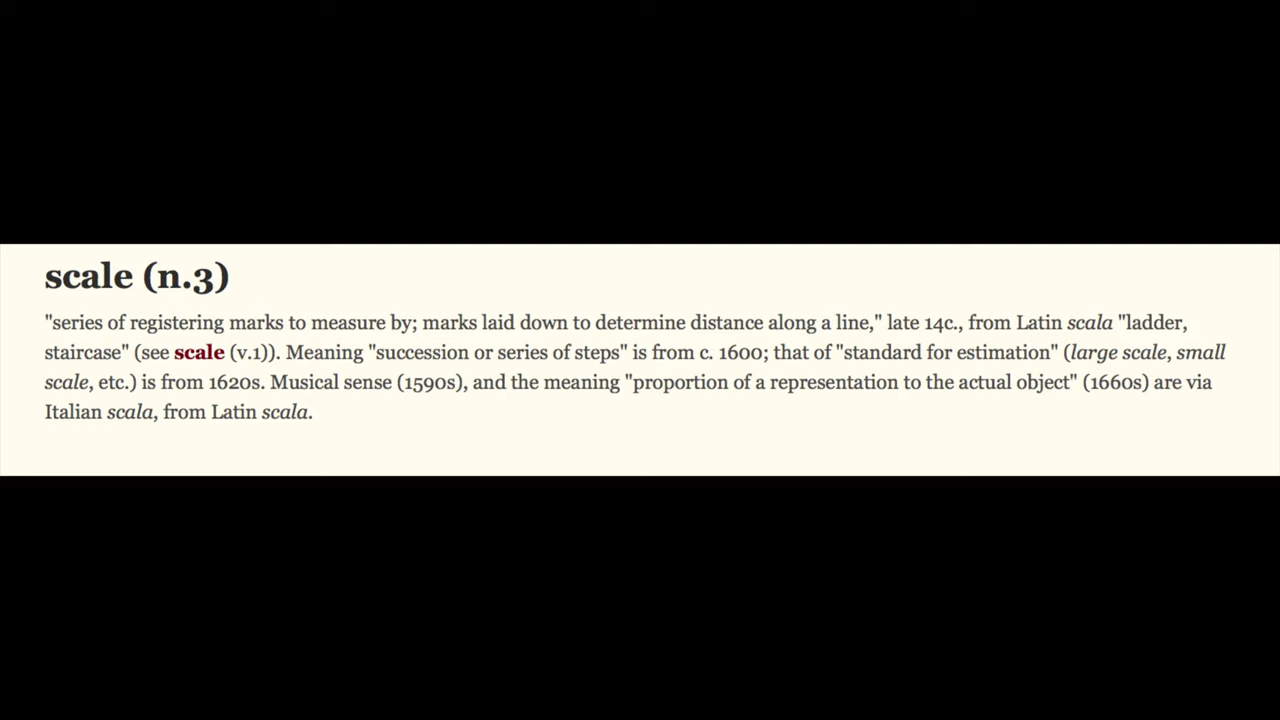 scale (n.3)
"series of registering marks to measure by; marks laid down to determine distance along a line," late 14c., from Latin scala "ladder,
staircase" (see scale (v.1)). Meaning "succession or series of steps" is from c. 1600; that of "standard for estimation" (large scale, small
scale, etc.) is from 1620s. Musical sense (1590s), and the meaning "proportion of a representation to the actual object" (1660s) are via
Italian scala, from Latin scala.